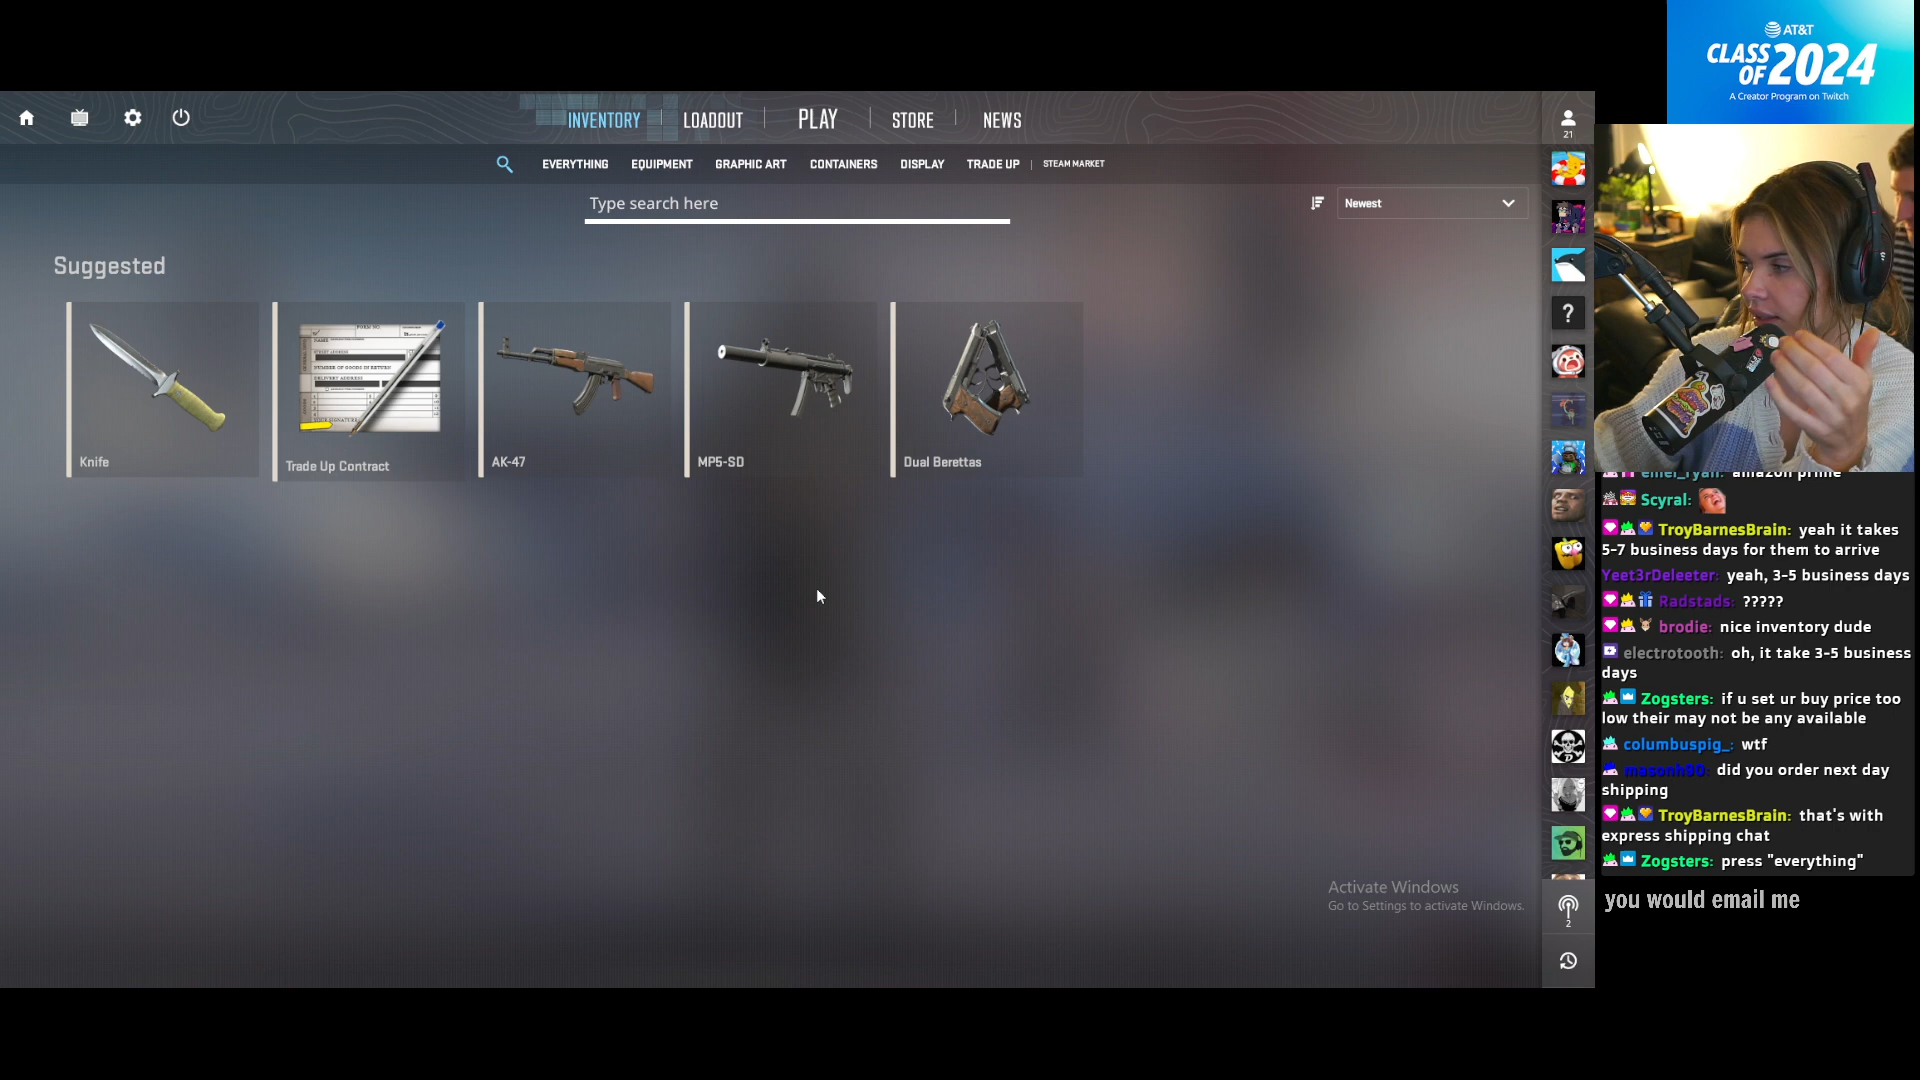 AT&T
CLASS
OF 2024
A Creator Program on Twitch
INVENTORY
LOADOUT
PLAY
STORE
NEWS
21
EVERYTHING
EQUIPMENT
GRAPHIC ART
CONTAINERS
DISPLAY
TRADE UP
STEAM MARKET
Type search here
Newest
Suggested
Knife
Trade Up Contract
AK-47
MP5-SD
Dual Berettas
amazon prime
Scyral:
TroyBarnesBrain: yeah it takes
5-7 business days for them to arrive
Yeet3rDeleeter: yeah, 3-5 business days
Radstads: ?????
brodie: nice inventory dude
electrotooth: oh, it take 3-5 business
days
Zogsters: if u set ur buy price too
low their may not be any available
columbuspig_: wtf
masonh90: did you order next day
shipping
TroyBarnesBrain: that's with
express shipping chat
Zogsters: press "everything"
you would email me
Activate Windows
Go to Settings to activate Windows.
2